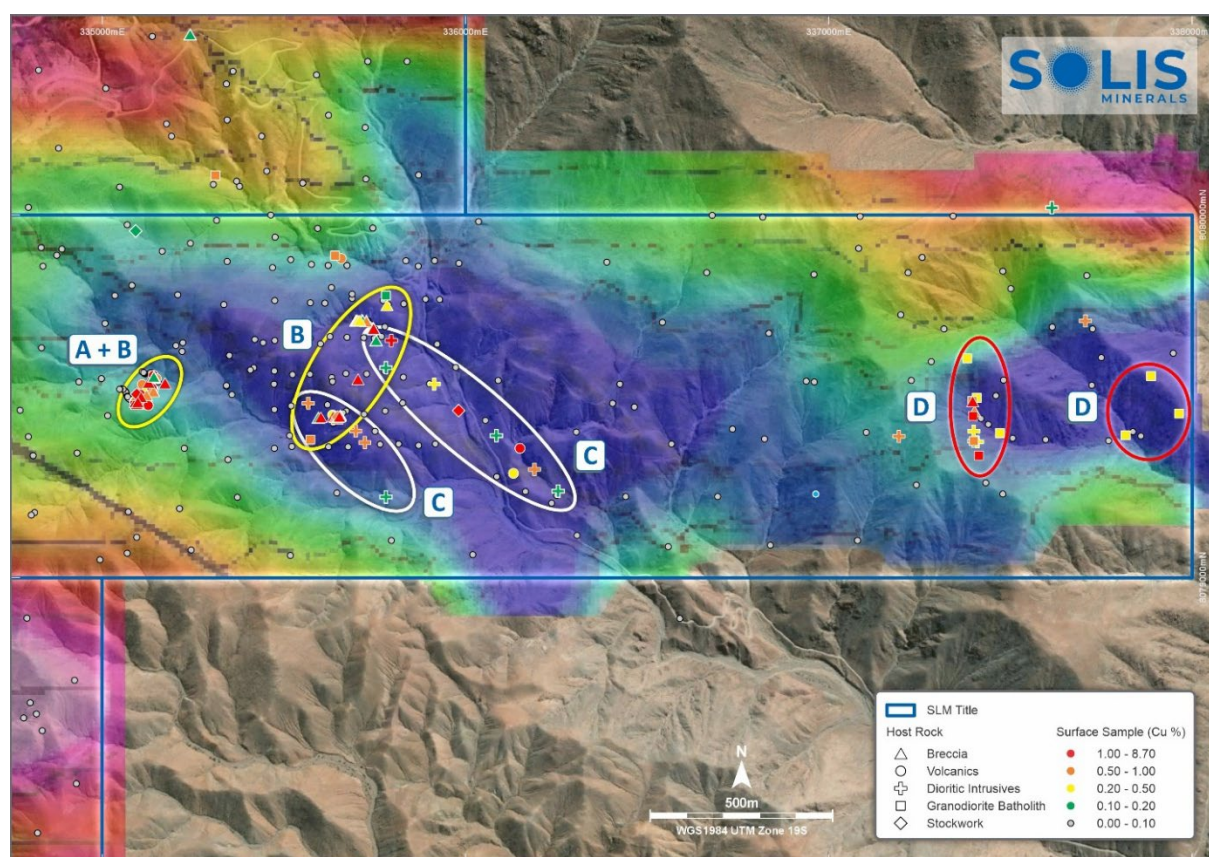 335000mE
336000mE
337000mE
338000mE
SOLIS
MINERALS
8080000mN
A + B
B
C
C
D
D
8079000mN
N
500m
WGS1984 UTM Zone 19S
SLM Title
Host Rock
Surface Sample (Cu %)
Breccia
1.00 - 8.70
Volcanics
0.50 - 1.00
Dioritic Intrusives
0.20 - 0.50
Granodiorite Batholith
0.10 - 0.20
Stockwork
0.00 - 0.10